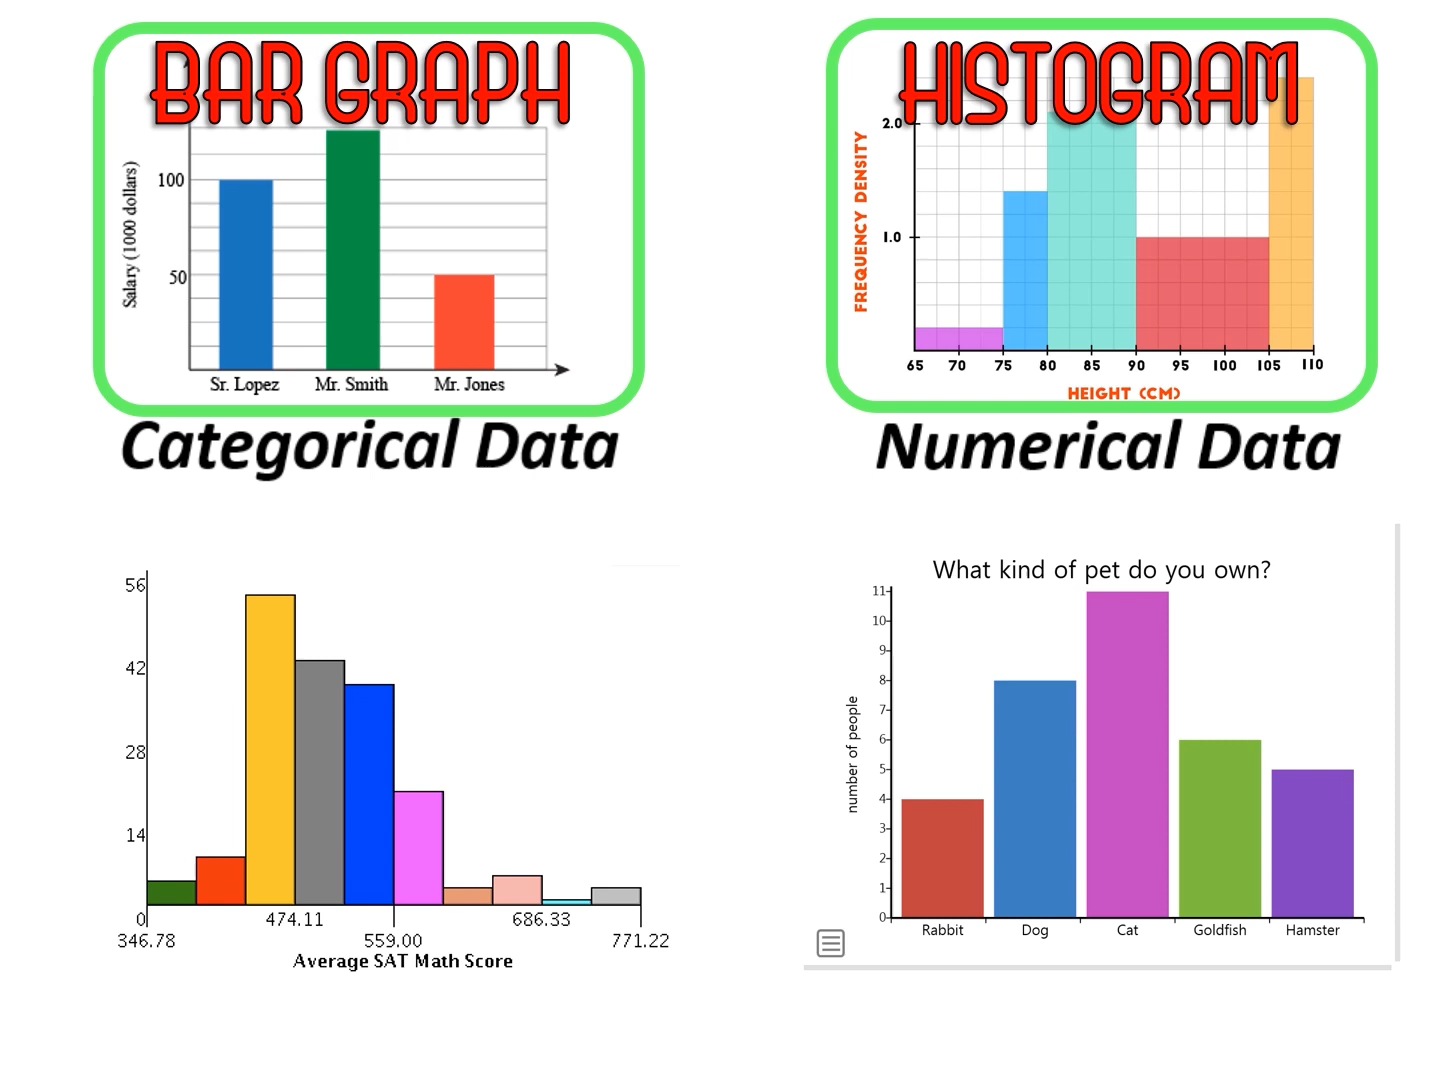 BAR GRAPH
Salary (1000 dollars)
100
50
Sr. Lopez Mr. Smith Mr. Jones
Categorical Data
HISTOGRAM
FREQUENCY DENSITY
2.0
1.0
65 70 75 80 85 90 95 100 105 110
HEIGHT (CM)
Numerical Data
56
42
28
14
0
346.78 474.11 559.00 686.33 771.22
Average SAT Math Score
What kind of pet do you own?
number of people
11
10
9
8
7
6
5
4
3
2
1
0
Rabbit Dog Cat Goldfish Hamster